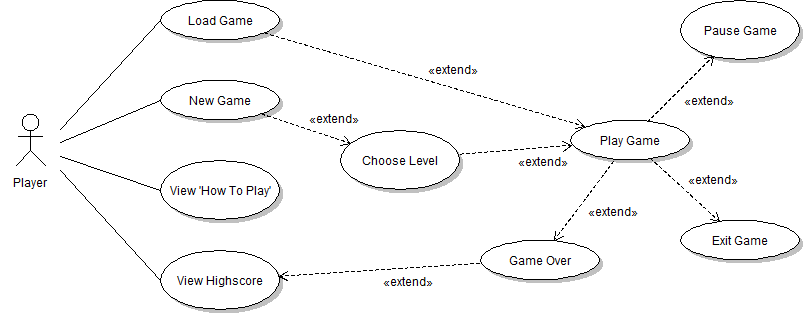 Load Game
Pause Game
«extend»
New Game
«extend»
«extend»
Play Game
Choose Level
«extend»
Player
View 'How To Play'
«extend»
«extend»
Exit Game
Game Over
View Highscore
«extend»